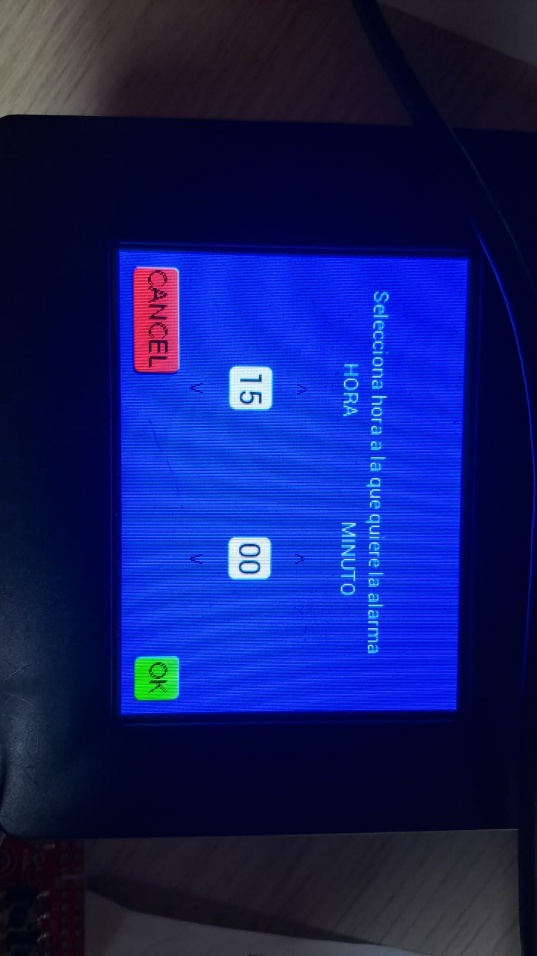 Selecciona hora a la que quiere la alarma
HORA MINUTO
^ ^
15 00
v v
CANCEL OK